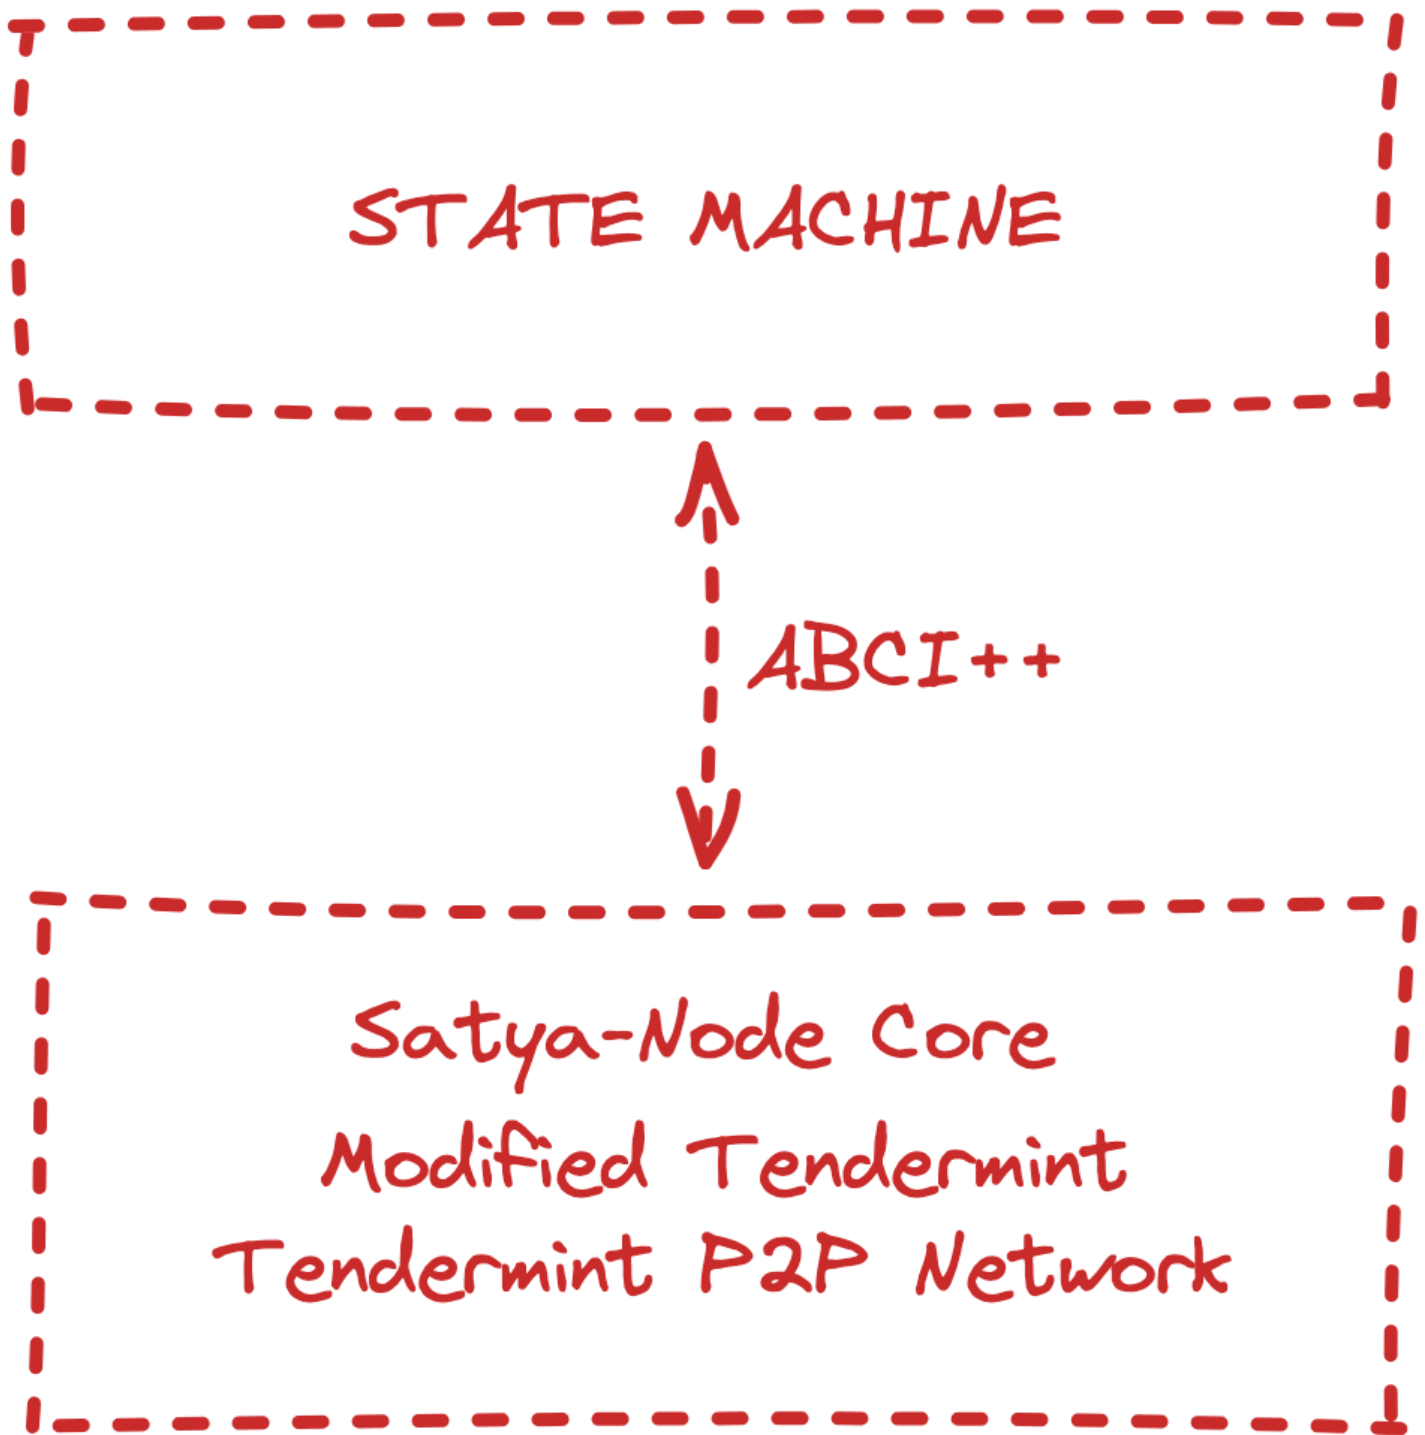 STATE MACHINE
ABCI++
Satya-Node Core
Modified Tendermint
Tendermint P2P Network